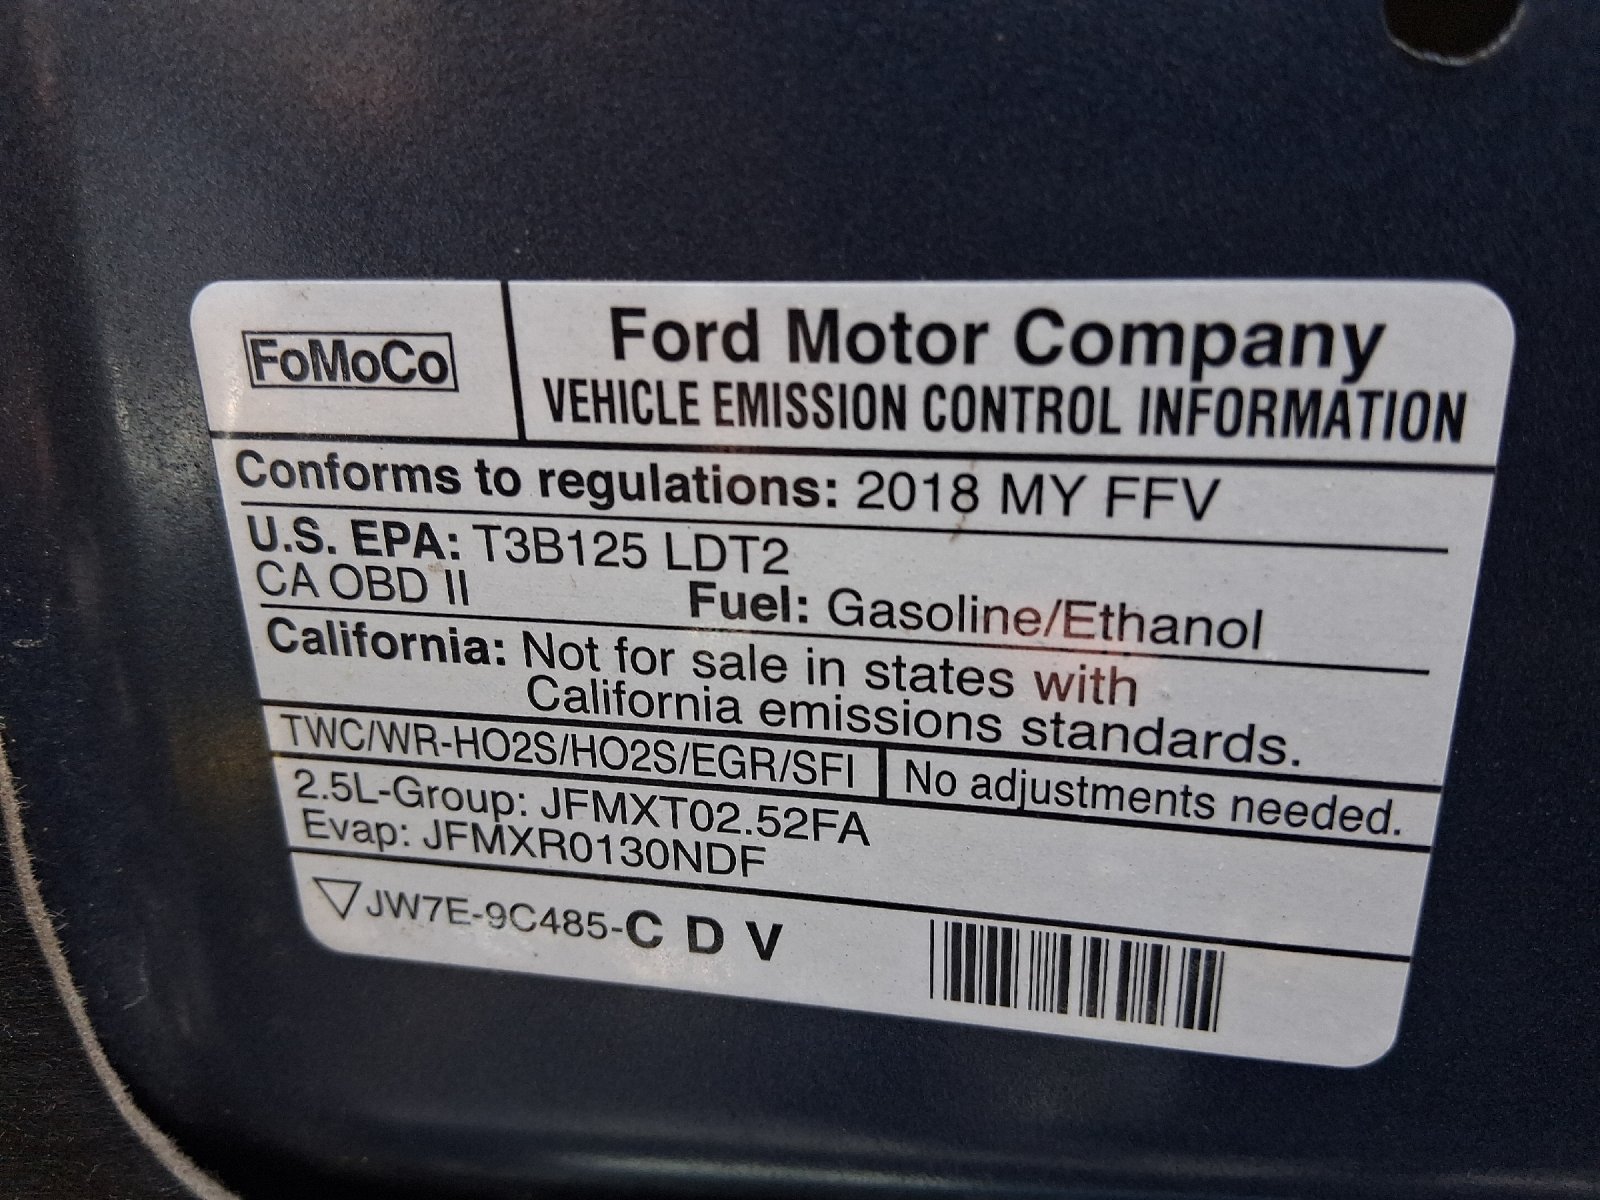 FoMoCo
Ford Motor Company
VEHICLE EMISSION CONTROL INFORMATION
Conforms to regulations: 2018 MY FFV
U.S. EPA: T3B125 LDT2
CA OBD II Fuel: Gasoline/Ethanol
California: Not for sale in states with
California emissions standards.
TWC/WR-HO2S/HO2S/EGR/SFI No adjustments needed.
2.5L-Group: JFMXT02.52FA
Evap: JFMXR0130NDF
JW7E-9C485-C D V